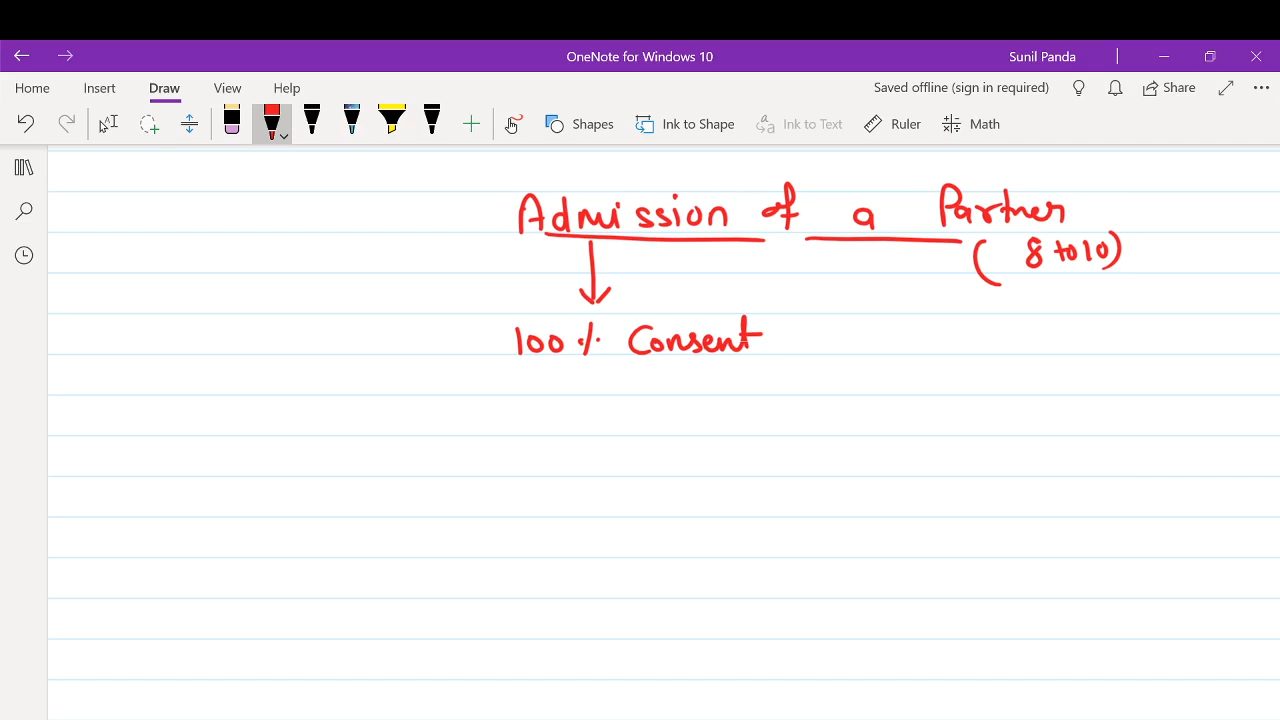 OneNote for Windows 10
Sunil Panda
Home Insert Draw View Help
Saved offline (sign in required)
Share
Shapes
Ink to Shape
Ink to Text
Ruler
Math
Admission of a Partner
( 8 to 10)
100 % Consent